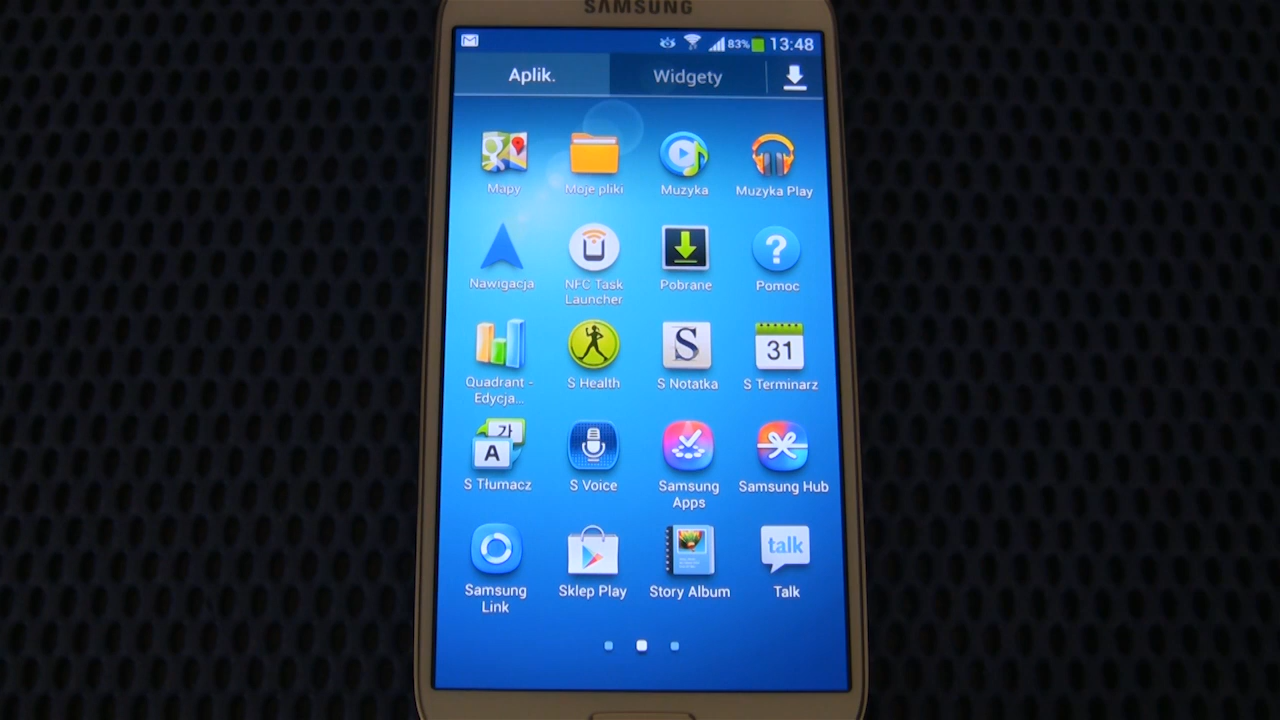 SAMSUNG
83% 13:48
Aplik. Widgety
Mapy Moje pliki Muzyka Muzyka Play
Nawigacja NFC Task Launcher Pobrane Pomoc
?
31
S
Quadrant - Edycja... S Health S Notatka S Terminarz
가
A
S Tłumacz S Voice Samsung Apps Samsung Hub
talk
Samsung Link Sklep Play Story Album Talk